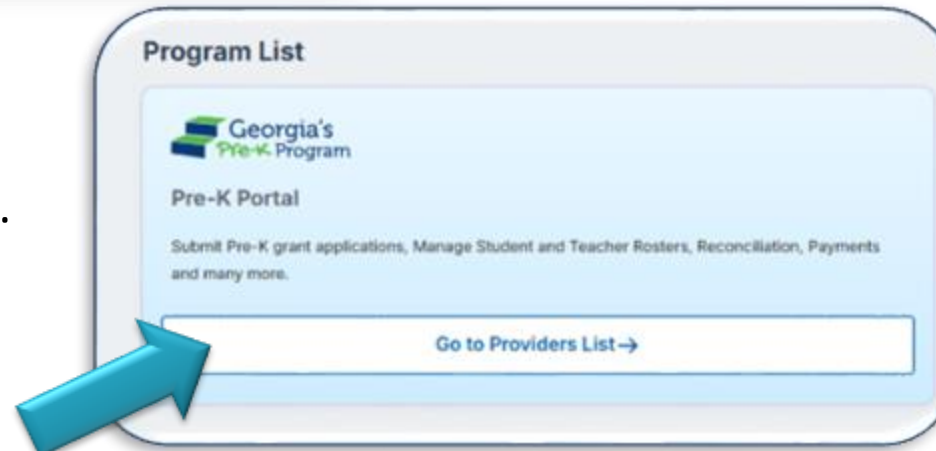 Program List
Georgia's
Pre-K Program
Pre-K Portal
.
Submit Pre-K grant applications, Manage Student and Teacher Rosters, Reconciliation, Payments
and many more.
Go to Providers List→